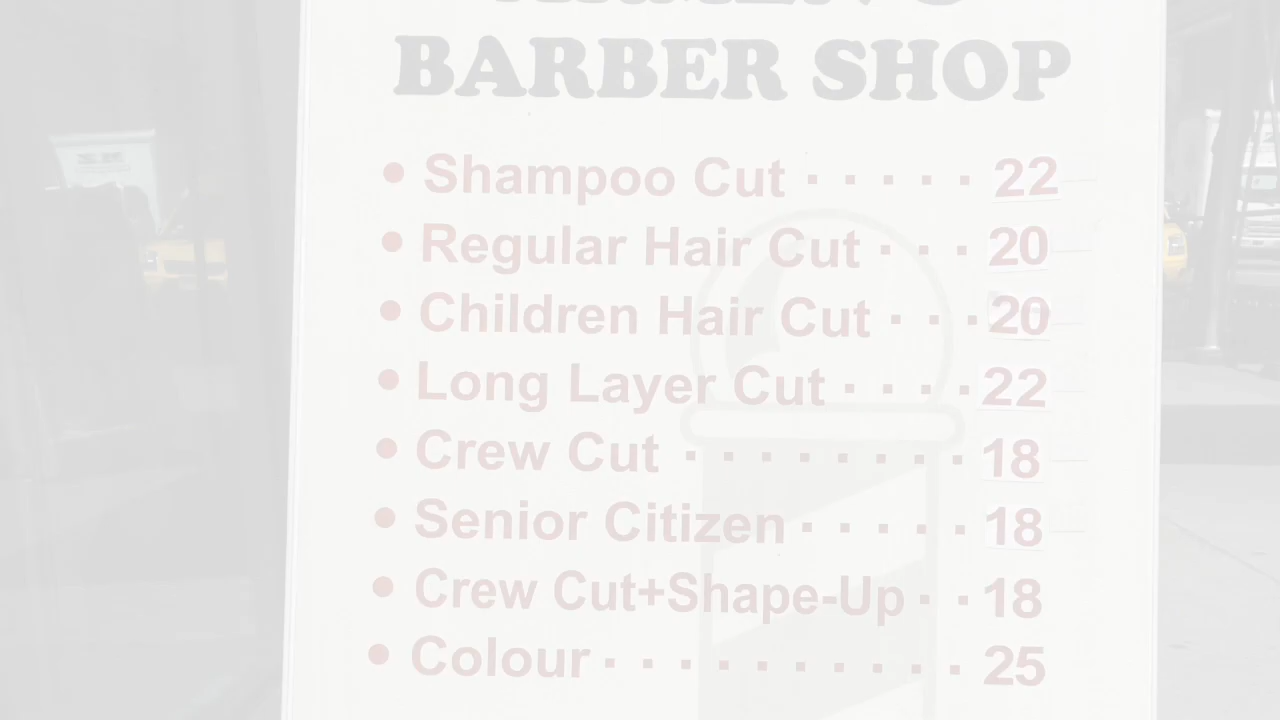 BARBER SHOP
• Shampoo Cut ..... 22
• Regular Hair Cut ... 20
• Children Hair Cut ... 20
• Long Layer Cut .... 22
• Crew Cut ........ 18
• Senior Citizen ..... 18
• Crew Cut+Shape-Up .. 18
• Colour .......... 25